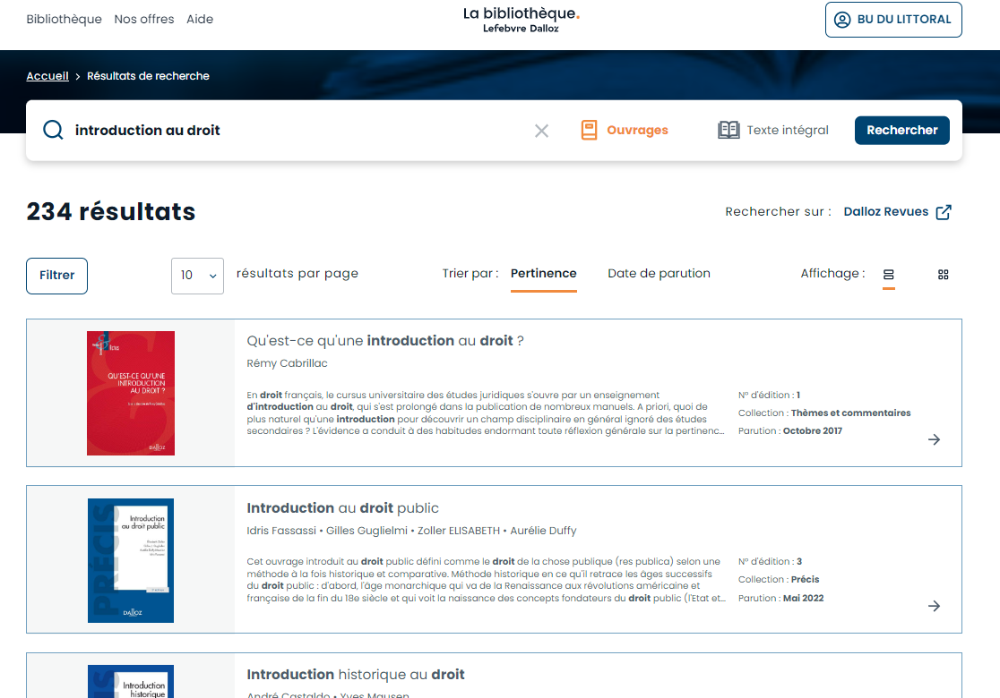 Bibliothèque Nos offres Aide
La bibliothèque.
Lefebvre Dalloz
BU DU LITTORAL
Accueil > Résultats de recherche
introduction au droit
Ouvrages
Texte intégral
Rechercher
234 résultats
Rechercher sur : Dalloz Revues
Filtrer
10
résultats par page
Trier par : Pertinence Date de parution
Affichage :
QU'EST-CE QU'UNE
INTRODUCTION
AU DROIT ?
DALLOZ
Qu'est-ce qu'une introduction au droit ?
Rémy Cabrillac
En droit français, le cursus universitaire des études juridiques s'ouvre par un enseignement
d'introduction au droit, qui s'est prolongé dans la publication de nombreux manuels. A priori, quoi de
plus naturel qu'une introduction pour découvrir un champ disciplinaire en général ignoré des études
secondaires ? L'évidence a conduit à des habitudes endormant toute réflexion générale sur la pertinenc...
N° d'édition : 1
Collection : Thèmes et commentaires
Parution : Octobre 2017
PRÉCIS
Introduction
au droit public
DALLOZ
Introduction au droit public
Idris Fassassi • Gilles Guglielmi • Zoller ELISABETH • Aurélie Duffy
Cet ouvrage introduit au droit public défini comme le droit de la chose publique (res publica) selon une
méthode à la fois historique et comparative. Méthode historique en ce qu'il retrace les âges successifs
du droit public : d'abord, l'âge monarchique qui va de la Renaissance aux révolutions américaine et
française de la fin du 18e siècle et qui voit la naissance des concepts fondateurs du droit public (l'Etat et...
N° d'édition : 3
Collection : Précis
Parution : Mai 2022
Introduction
historique
Introduction historique au droit
André Castaldo • Yves Mausen